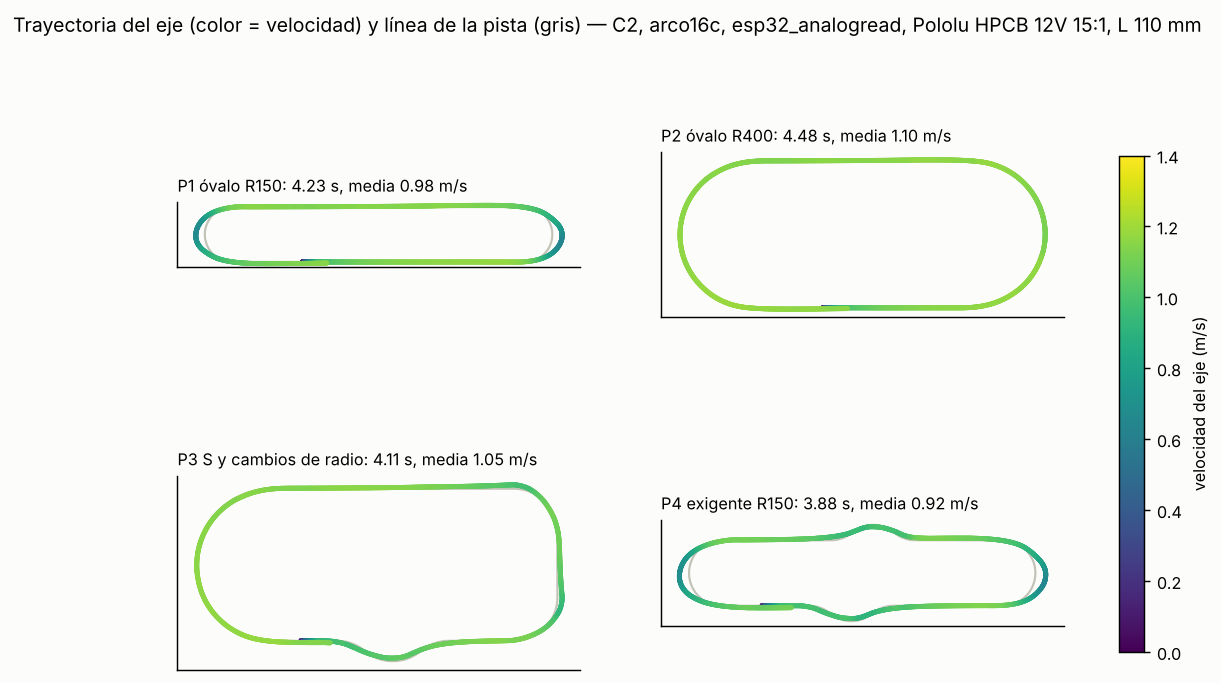 Trayectoria del eje (color = velocidad) y línea de la pista (gris) — C2, arco16c, esp32_analogread, Pololu HPCB 12V 15:1, L 110 mm
P1 óvalo R150: 4.23 s, media 0.98 m/s
P2 óvalo R400: 4.48 s, media 1.10 m/s
P3 S y cambios de radio: 4.11 s, media 1.05 m/s
P4 exigente R150: 3.88 s, media 0.92 m/s
1.4
1.2
1.0
0.8
0.6
0.4
0.2
0.0
velocidad del eje (m/s)